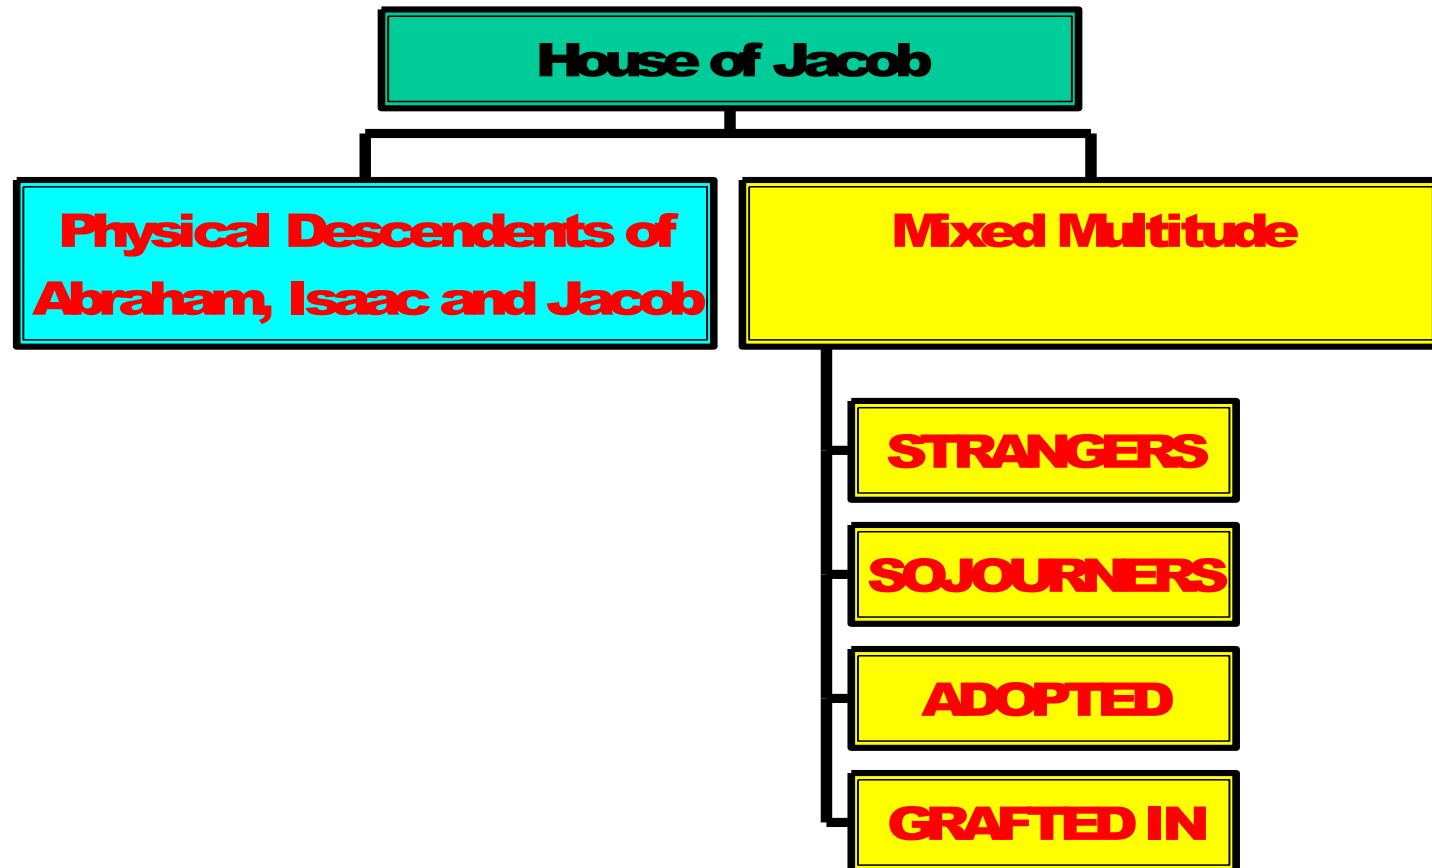 House of Jacob
Physical Descendents of
Abraham, Isaac and Jacob
Mixed Multitude
STRANGERS
SOJOURNERS
ADOPTED
GRAFTED IN